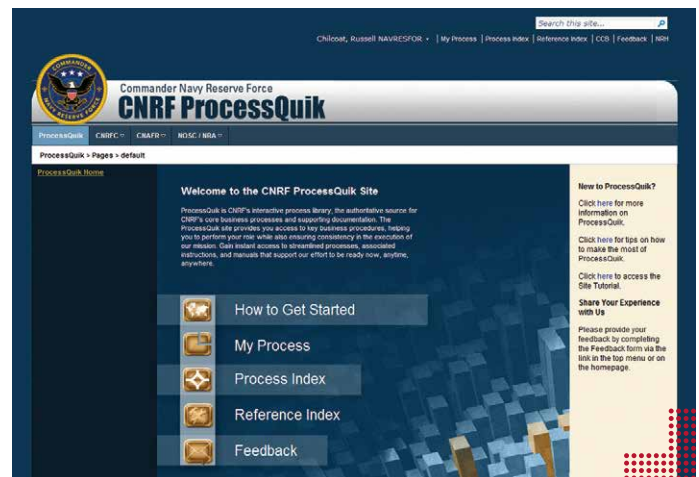 Search this site...
Chilcoat, Russell NAVRESFOR | My Process | Process Index | Reference Index | CCB | Feedback | NRH
COMMANDER
NAVY RESERVE FORCE
Commander Navy Reserve Force
CNRF ProcessQuik
ProcessQuik CNRFC CNAFR NOSC / NRA
ProcessQuik > Pages > default
ProcessQuik Home
Welcome to the CNRF ProcessQuik Site
ProcessQuik is CNRF's interactive process library, the authoritative source for
CNRF's core business processes and supporting documentation. The
ProcessQuik site provides you access to key business procedures, helping
you to perform your role while also ensuring consistency in the execution of
our mission. Gain instant access to streamlined processes, associated
instructions, and manuals that support our effort to be ready now, anytime,
anywhere.
How to Get Started
My Process
Process Index
Reference Index
Feedback
New to ProcessQuik?
Click here for more
information on
ProcessQuik.
Click here for tips on how
to make the most of
ProcessQuik.
Click here to access the
Site Tutorial.
Share Your Experience
with Us
Please provide your
feedback by completing
the Feedback form via the
link in the top menu or on
the homepage.